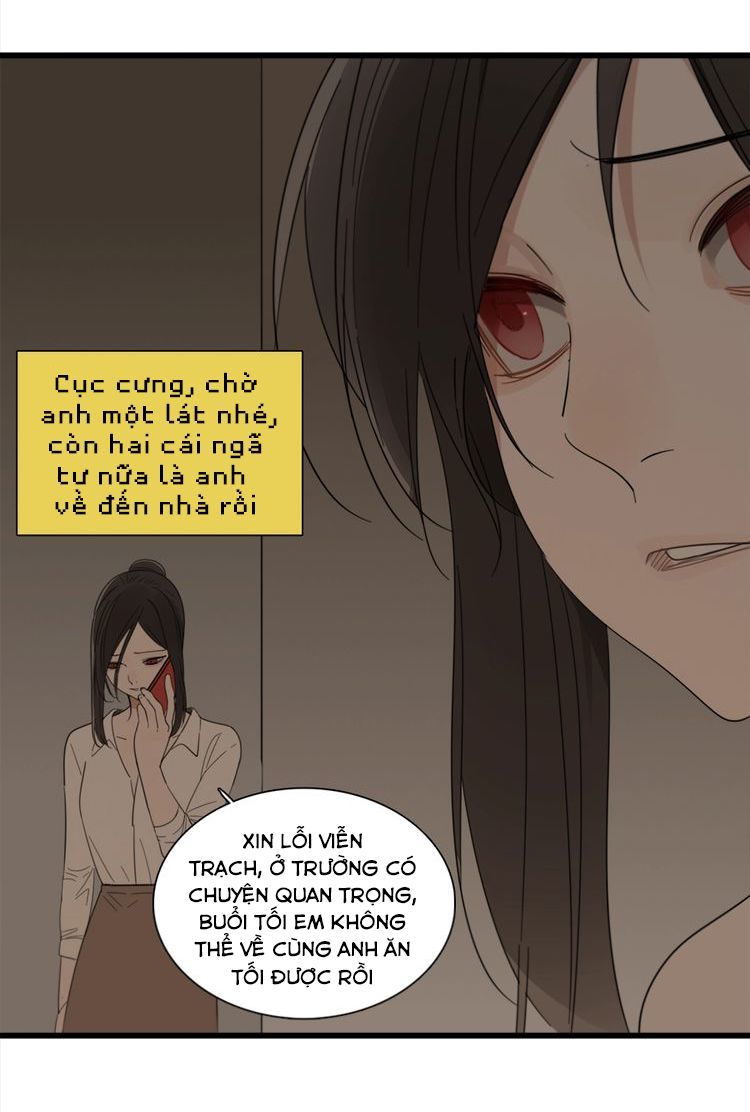 Cục cưng, chờ
anh một lát nhé,
còn hai cái ngã
tư nữa là anh
về đến nhà rồi
XIN LỖI VIỄN
TRẠCH, Ở TRƯỜNG CÓ
CHUYỆN QUAN TRỌNG,
BUỔI TỐI EM KHÔNG
THỂ VỀ CÙNG ANH ĂN
TỐI ĐƯỢC RỒI